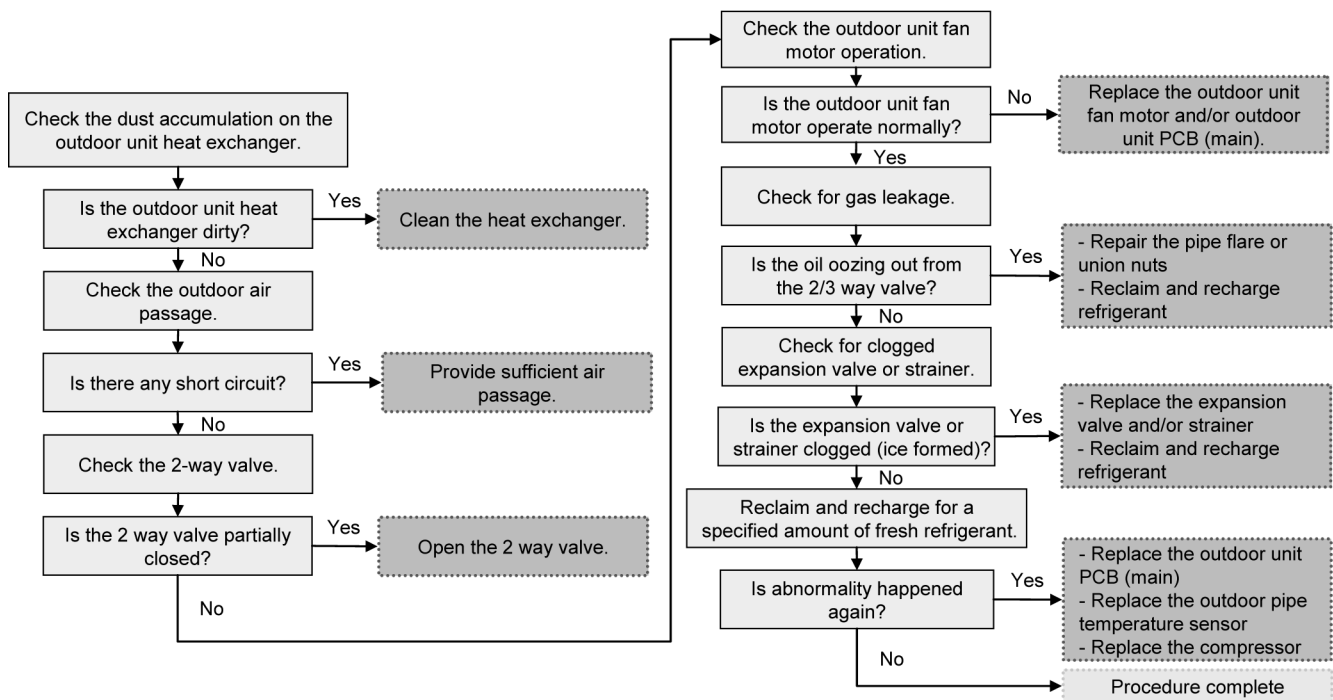 Check the dust accumulation on the
outdoor unit heat exchanger.
Is the outdoor unit heat
exchanger dirty?
Yes
Clean the heat exchanger.
No
Check the outdoor air
passage.
Is there any short circuit?
Yes
Provide sufficient air
passage.
No
Check the 2-way valve.
Is the 2 way valve partially
closed?
Yes
Open the 2 way valve.
No
Check the outdoor unit fan
motor operation.
Is the outdoor unit fan
motor operate normally?
No
Replace the outdoor unit
fan motor and/or outdoor
unit PCB (main).
Yes
Check for gas leakage.
Is the oil oozing out from
the 2/3 way valve?
Yes
- Repair the pipe flare or
union nuts
- Reclaim and recharge
refrigerant
No
Check for clogged
expansion valve or strainer.
Is the expansion valve or
strainer clogged (ice formed)?
Yes
- Replace the expansion
valve and/or strainer
- Reclaim and recharge
refrigerant
No
Reclaim and recharge for a
specified amount of fresh refrigerant.
Is abnormality happened
again?
Yes
- Replace the outdoor unit
PCB (main)
- Replace the outdoor pipe
temperature sensor
- Replace the compressor
No
Procedure complete